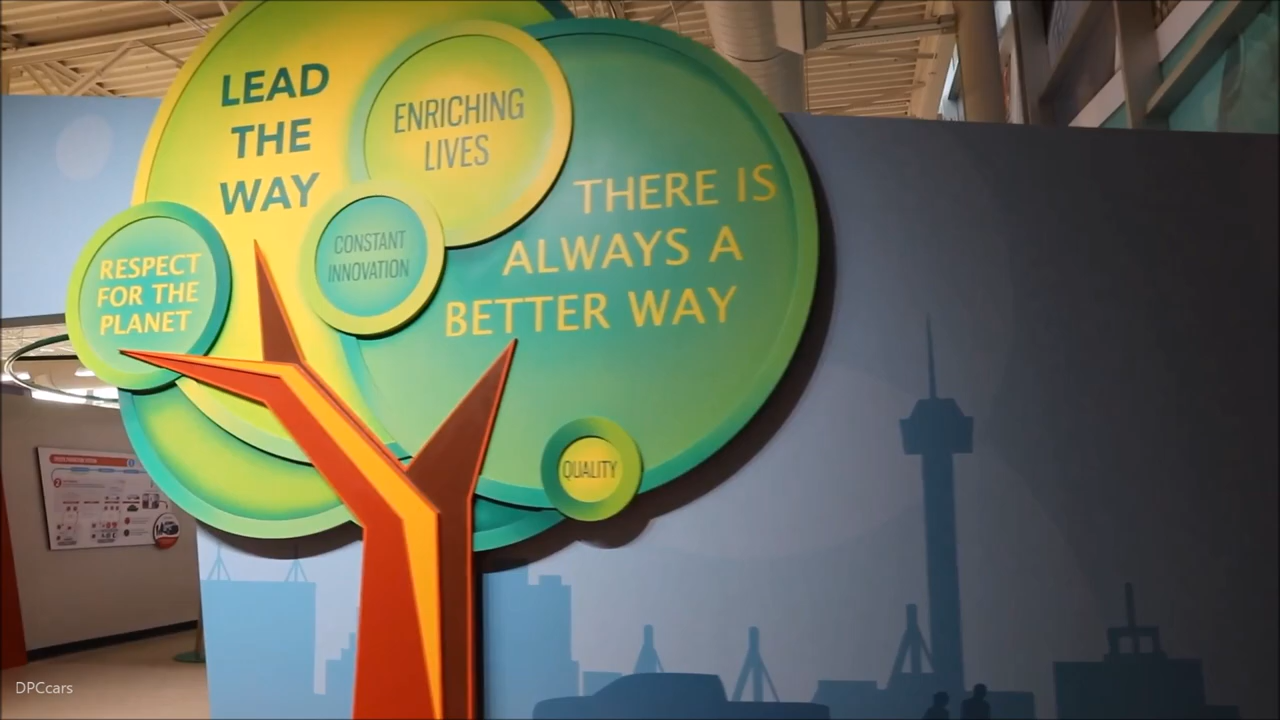 LEAD
THE
WAY
ENRICHING
LIVES
THERE IS
ALWAYS A
BETTER WAY
CONSTANT
INNOVATION
RESPECT
FOR THE
PLANET
QUALITY
DPCcars